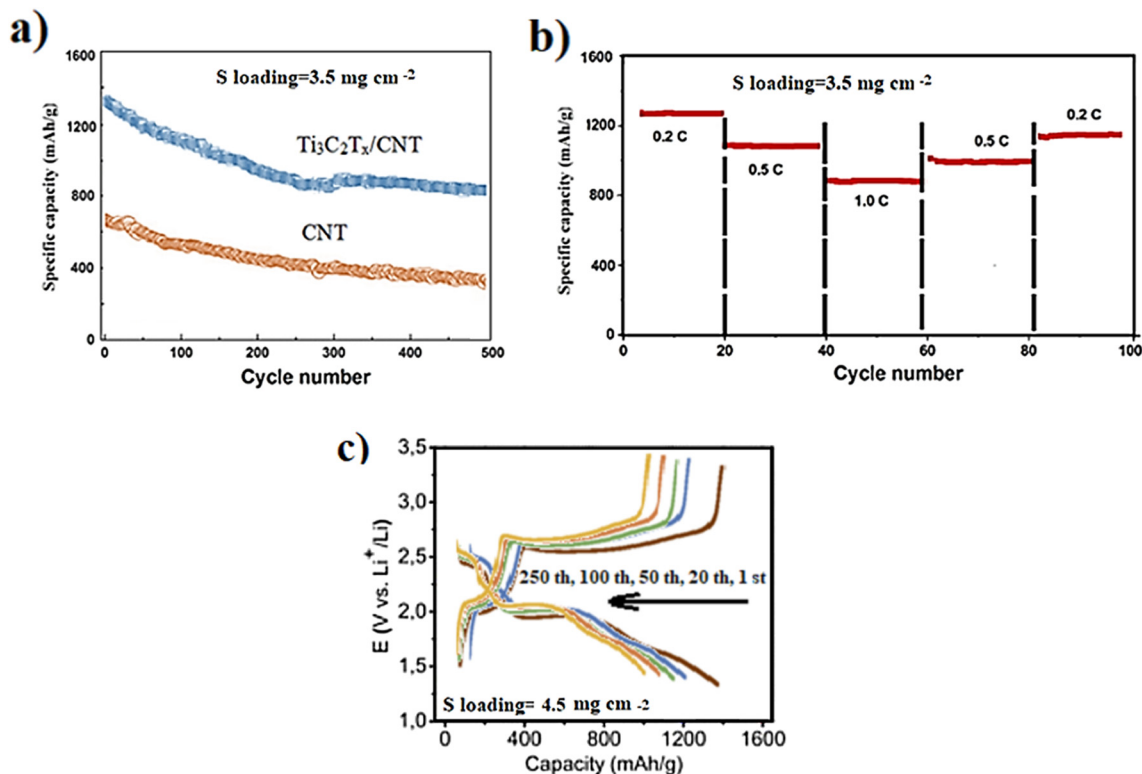 a)
1600
1200
800
400
0
Specific capacity (mAh/g)
S loading=3.5 mg cm -2
Ti3C2Tx/CNT
CNT
0 100 200 300 400 500
Cycle number
b)
1600
1200
800
400
0
Specific capacity (mAh/g)
S loading=3.5 mg cm -2
0.2 C
0.5 C
1.0 C
0.5 C
0.2 C
0 20 40 60 80 100
Cycle number
c)
3,5
3,0
2,5
2,0
1,5
1,0
E (V vs. Li+/Li)
250 th, 100 th, 50 th, 20 th, 1 st
S loading= 4.5 mg cm -2
0 400 800 1200 1600
Capacity (mAh/g)